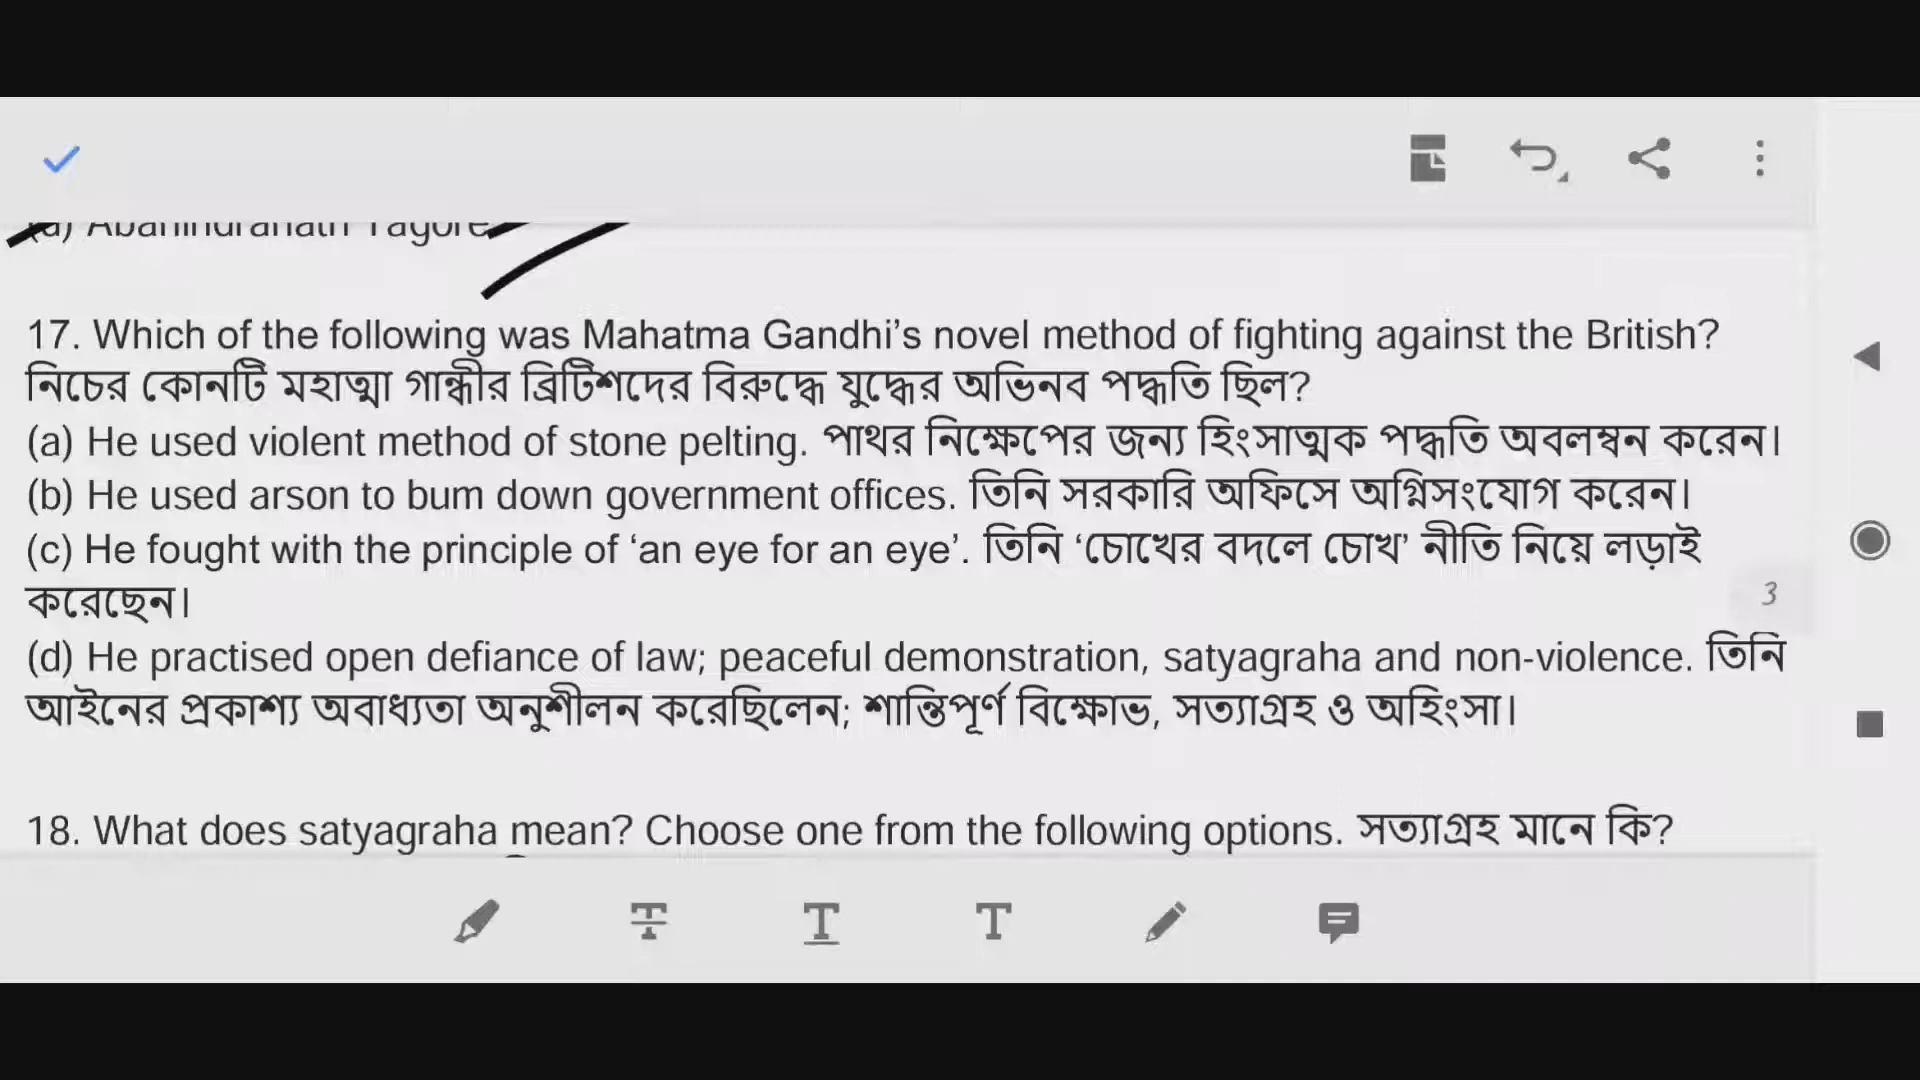 (d) Abanindranath Tagore
17. Which of the following was Mahatma Gandhi’s novel method of fighting against the British?
নিচের কোনটি মহাত্মা গান্ধীর ব্রিটিশদের বিরুদ্ধে যুদ্ধের অভিনব পদ্ধতি ছিল?
(a) He used violent method of stone pelting. পাথর নিক্ষেপের জন্য হিংসাত্মক পদ্ধতি অবলম্বন করেন।
(b) He used arson to bum down government offices. তিনি সরকারি অফিসে অগ্নিসংযোগ করেন।
(c) He fought with the principle of ‘an eye for an eye’. তিনি ‘চোখের বদলে চোখ’ নীতি নিয়ে লড়াই
করেছেন।
3
(d) He practised open defiance of law; peaceful demonstration, satyagraha and non-violence. তিনি
আইনের প্রকাশ্য অবাধ্যতা অনুশীলন করেছিলেন; শান্তিপূর্ণ বিক্ষোভ, সত্যাগ্রহ ও অহিংসা।
18. What does satyagraha mean? Choose one from the following options. সত্যাগ্রহ মানে কি?